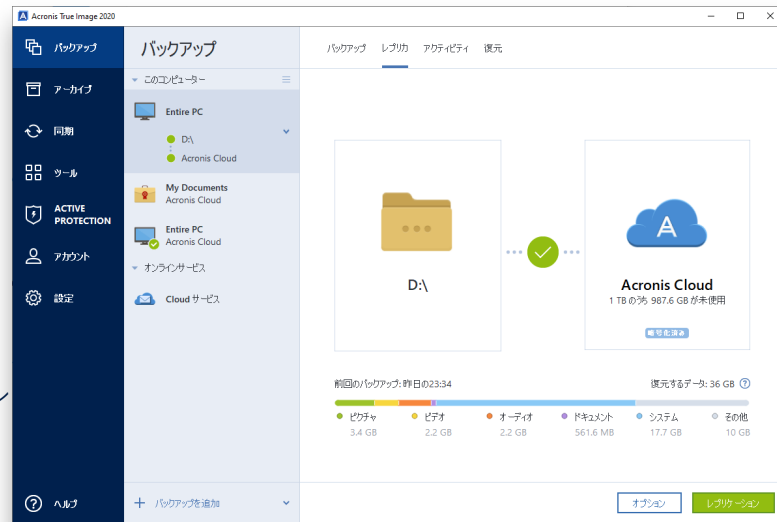 Acronis True Image 2020
バックアップ
アーカイブ
同期
ツール
ACTIVE
PROTECTION
アカウント
設定
ヘルプ
バックアップ
このコンピューター
Entire PC
D:\
Acronis Cloud
My Documents
Acronis Cloud
Entire PC
Acronis Cloud
オンラインサービス
Cloud サービス
バックアップを追加
バックアップ レプリカ アクティビティ 復元
D:\
Acronis Cloud
1 TB のうち 987.6 GB が未使用
暗号化済み
前回のバックアップ: 昨日の23:34 復元するデータ: 36 GB
ピクチャ ビデオ オーディオ ドキュメント システム その他
3.4 GB 2.2 GB 2.2 GB 561.6 MB 17.7 GB 10 GB
オプション レプリケーション